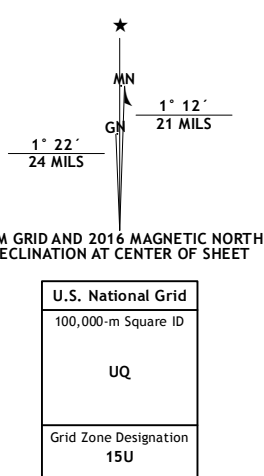 ★
MN
1° 12´
21 MILS
GN
1° 22´
24 MILS
M GRID AND 2016 MAGNETIC NORTH
ECLINATION AT CENTER OF SHEET
U.S. National Grid
100,000-m Square ID
UQ
Grid Zone Designation
15U